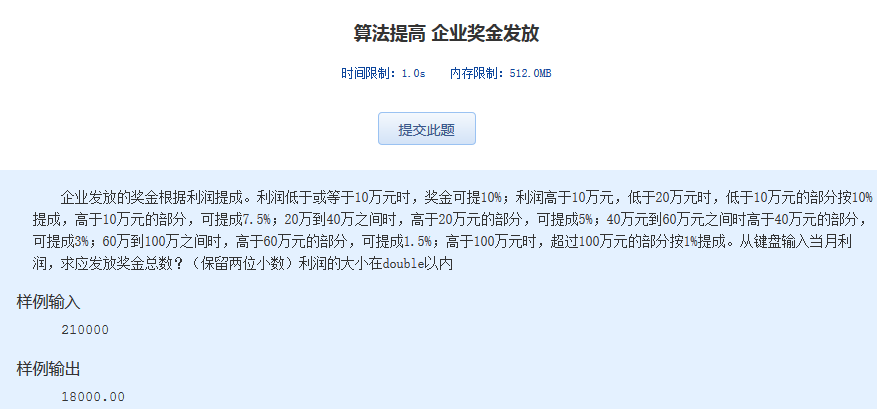 算法提高 企业奖金发放
时间限制：1.0s 内存限制：512.0MB
提交此题
企业发放的奖金根据利润提成。利润低于或等于10万元时，奖金可提10%；利润高于10万元，低于20万元时，低于10万元的部分按10%
提成，高于10万元的部分，可提成7.5%；20万到40万之间时，高于20万元的部分，可提成5%；40万元到60万元之间时高于40万元的部分，
可提成3%；60万到100万之间时，高于60万元的部分，可提成1.5%；高于100万元时，超过100万元的部分按1%提成。从键盘输入当月利
润，求应发放奖金总数？（保留两位小数）利润的大小在double以内
样例输入
210000
样例输出
18000.00